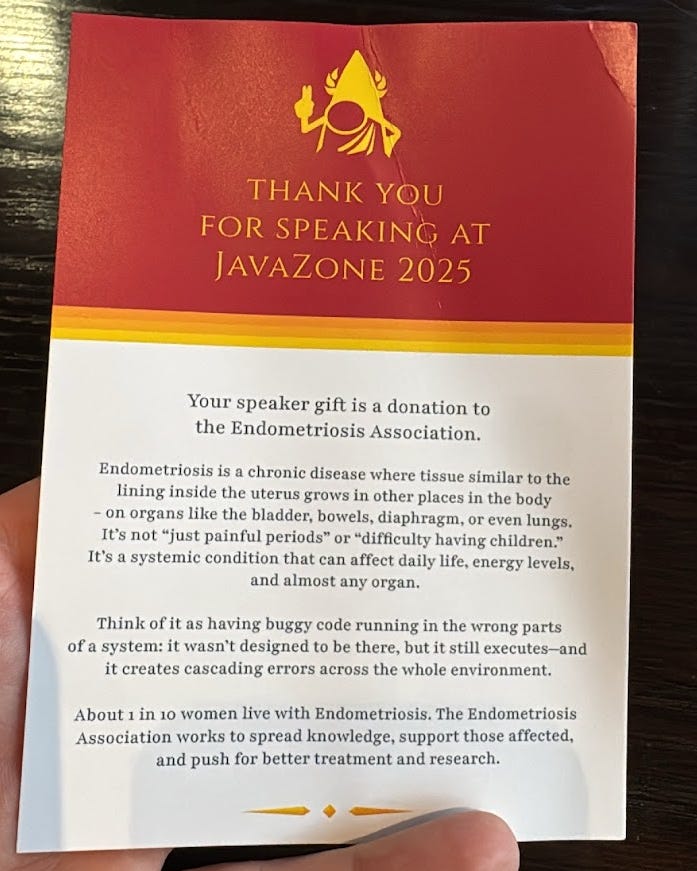 THANK YOU
FOR SPEAKING AT
JAVAZONE 2025
Your speaker gift is a donation to
the Endometriosis Association.
Endometriosis is a chronic disease where tissue similar to the
lining inside the uterus grows in other places in the body
– on organs like the bladder, bowels, diaphragm, or even lungs.
It’s not “just painful periods” or “difficulty having children.”
It’s a systemic condition that can affect daily life, energy levels,
and almost any organ.
Think of it as having buggy code running in the wrong parts
of a system: it wasn’t designed to be there, but it still executes—and
it creates cascading errors across the whole environment.
About 1 in 10 women live with Endometriosis. The Endometriosis
Association works to spread knowledge, support those affected,
and push for better treatment and research.